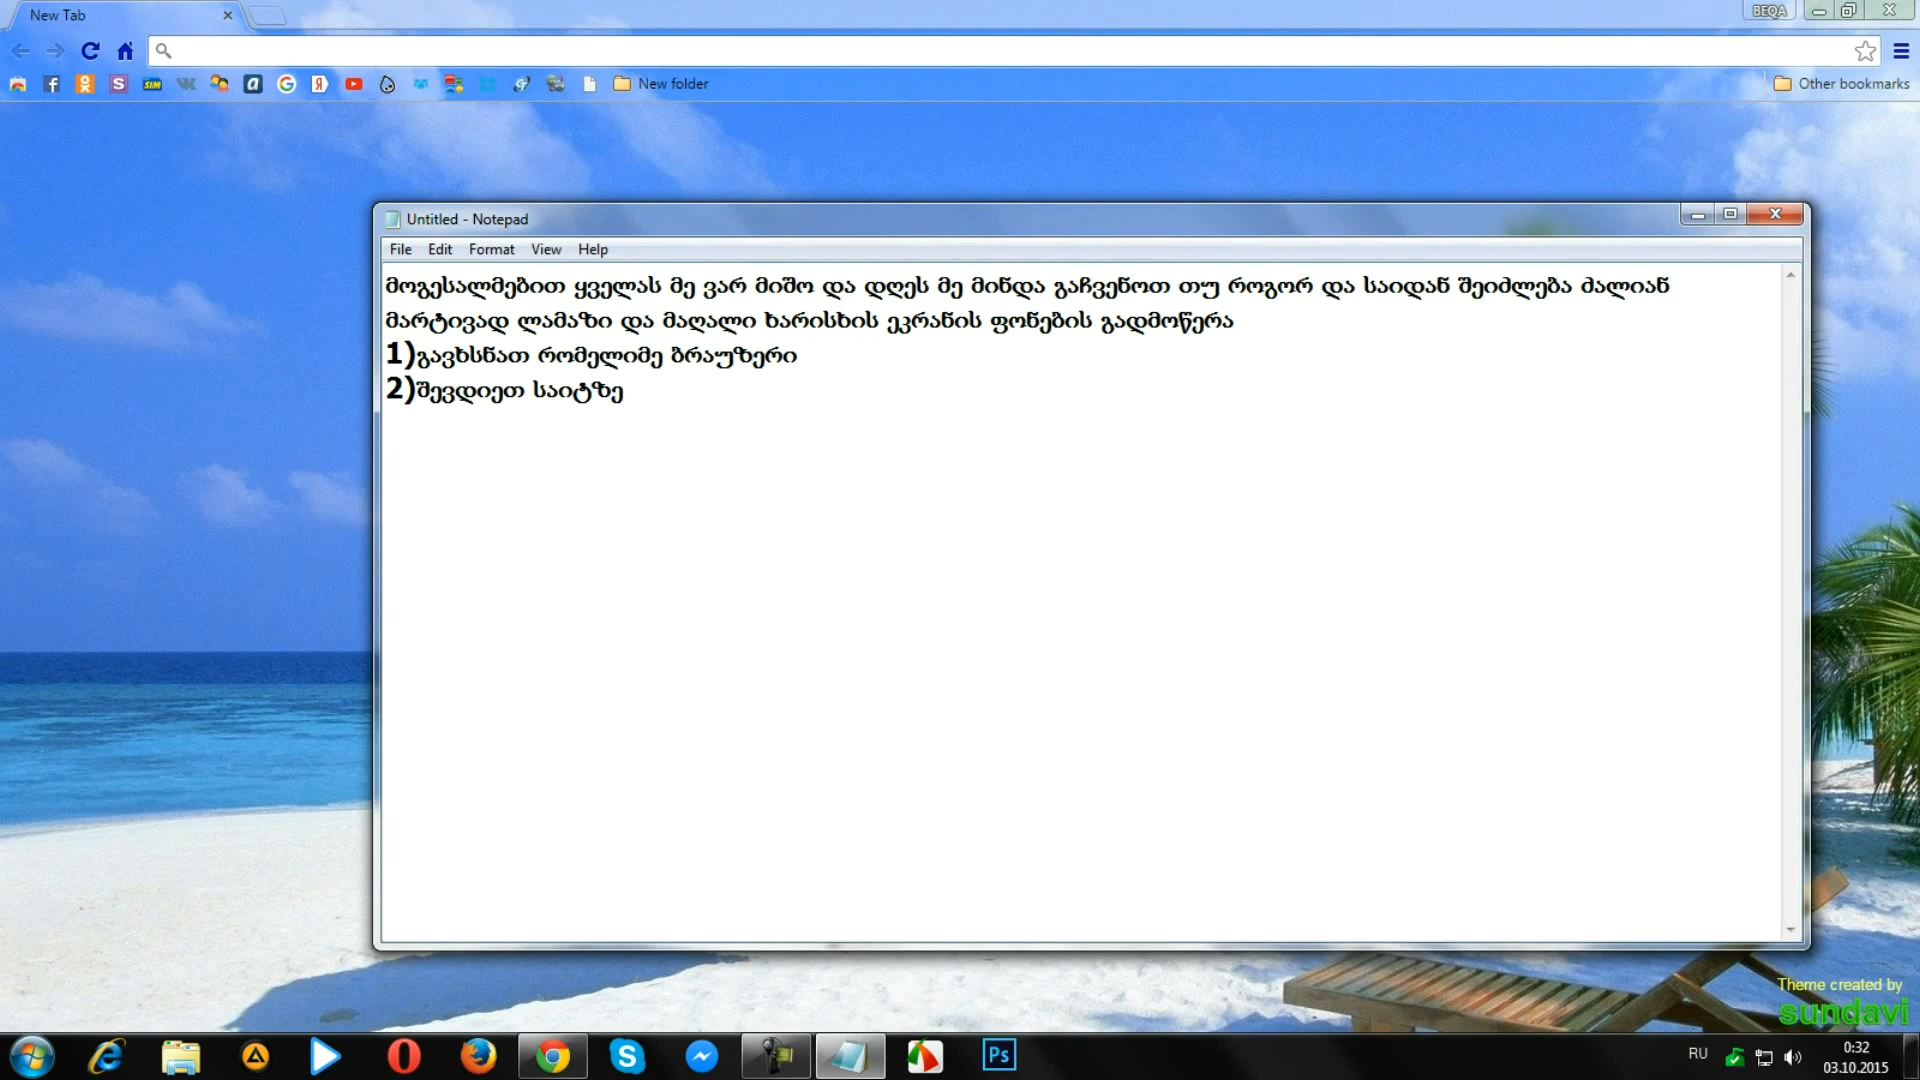 New Tab
BEQA
New folder
Other bookmarks
Untitled - Notepad
File Edit Format View Help
მოგესალმებით ყველას მე ვარ მიშო და დღეს მე მინდა გაჩვენოთ თუ როგორ და საიდან შეიძლება ძალიან
მარტივად ლამაზი და მაღალი ხარისხის ეკრანის ფონების გადმოწერა
1)გავხსნათ რომელიმე ბრაუზერი
2)შევდიეთ საიტზე
Theme created by
sundavi
RU
0:32
03.10.2015